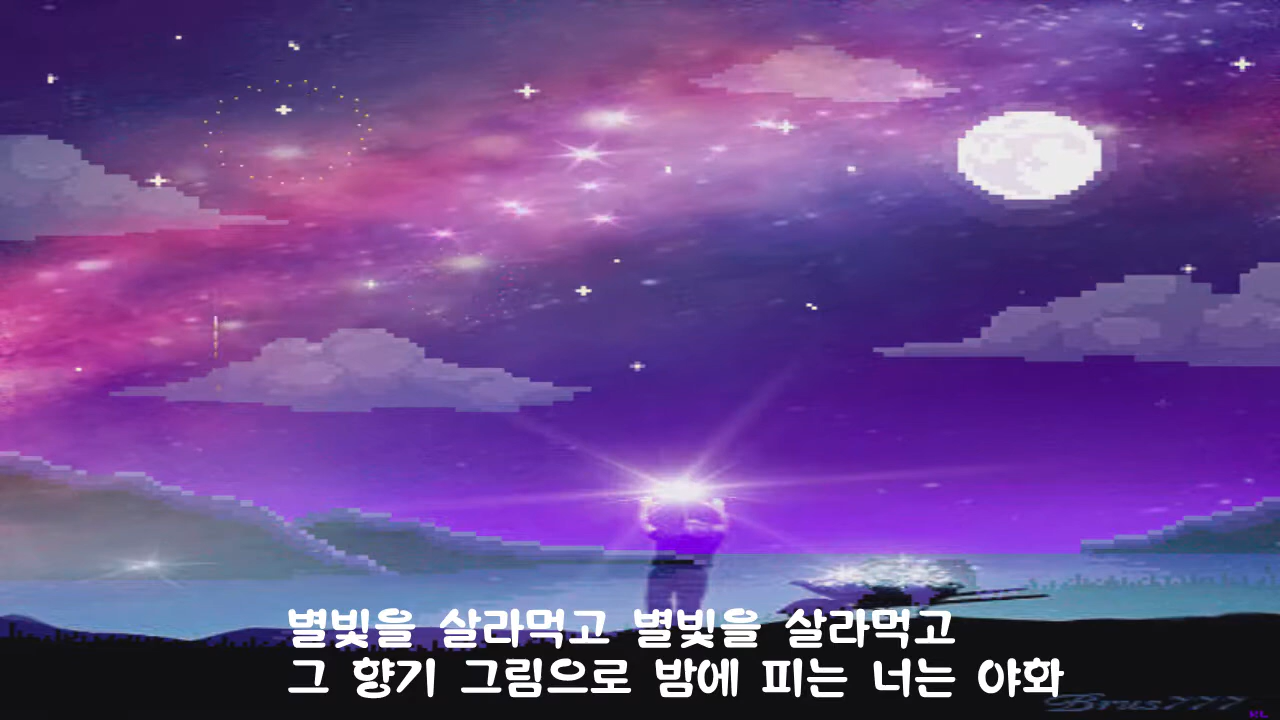 별빛을 살라먹고 별빛을 살라먹고
그 향기 그림으로 밤에 피는 너는 야화
Brus777